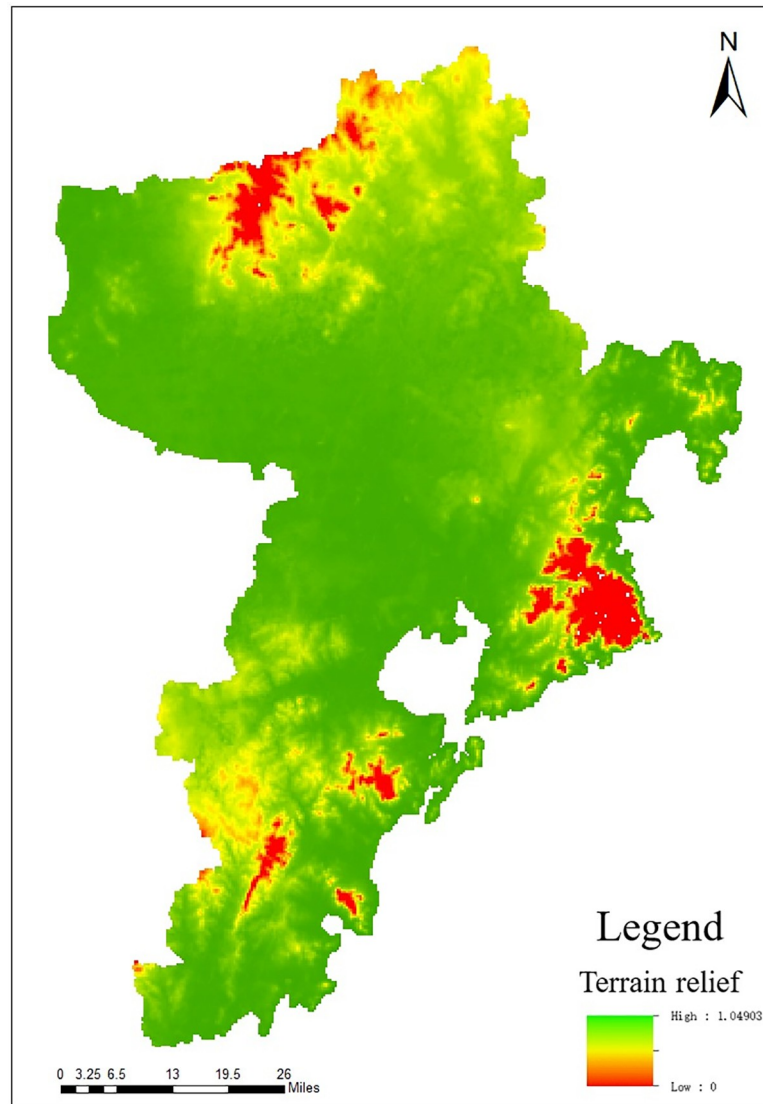 N
Legend
Terrain relief
High : 1.04903
Low : 0
0 3.25 6.5 13 19.5 26
Miles